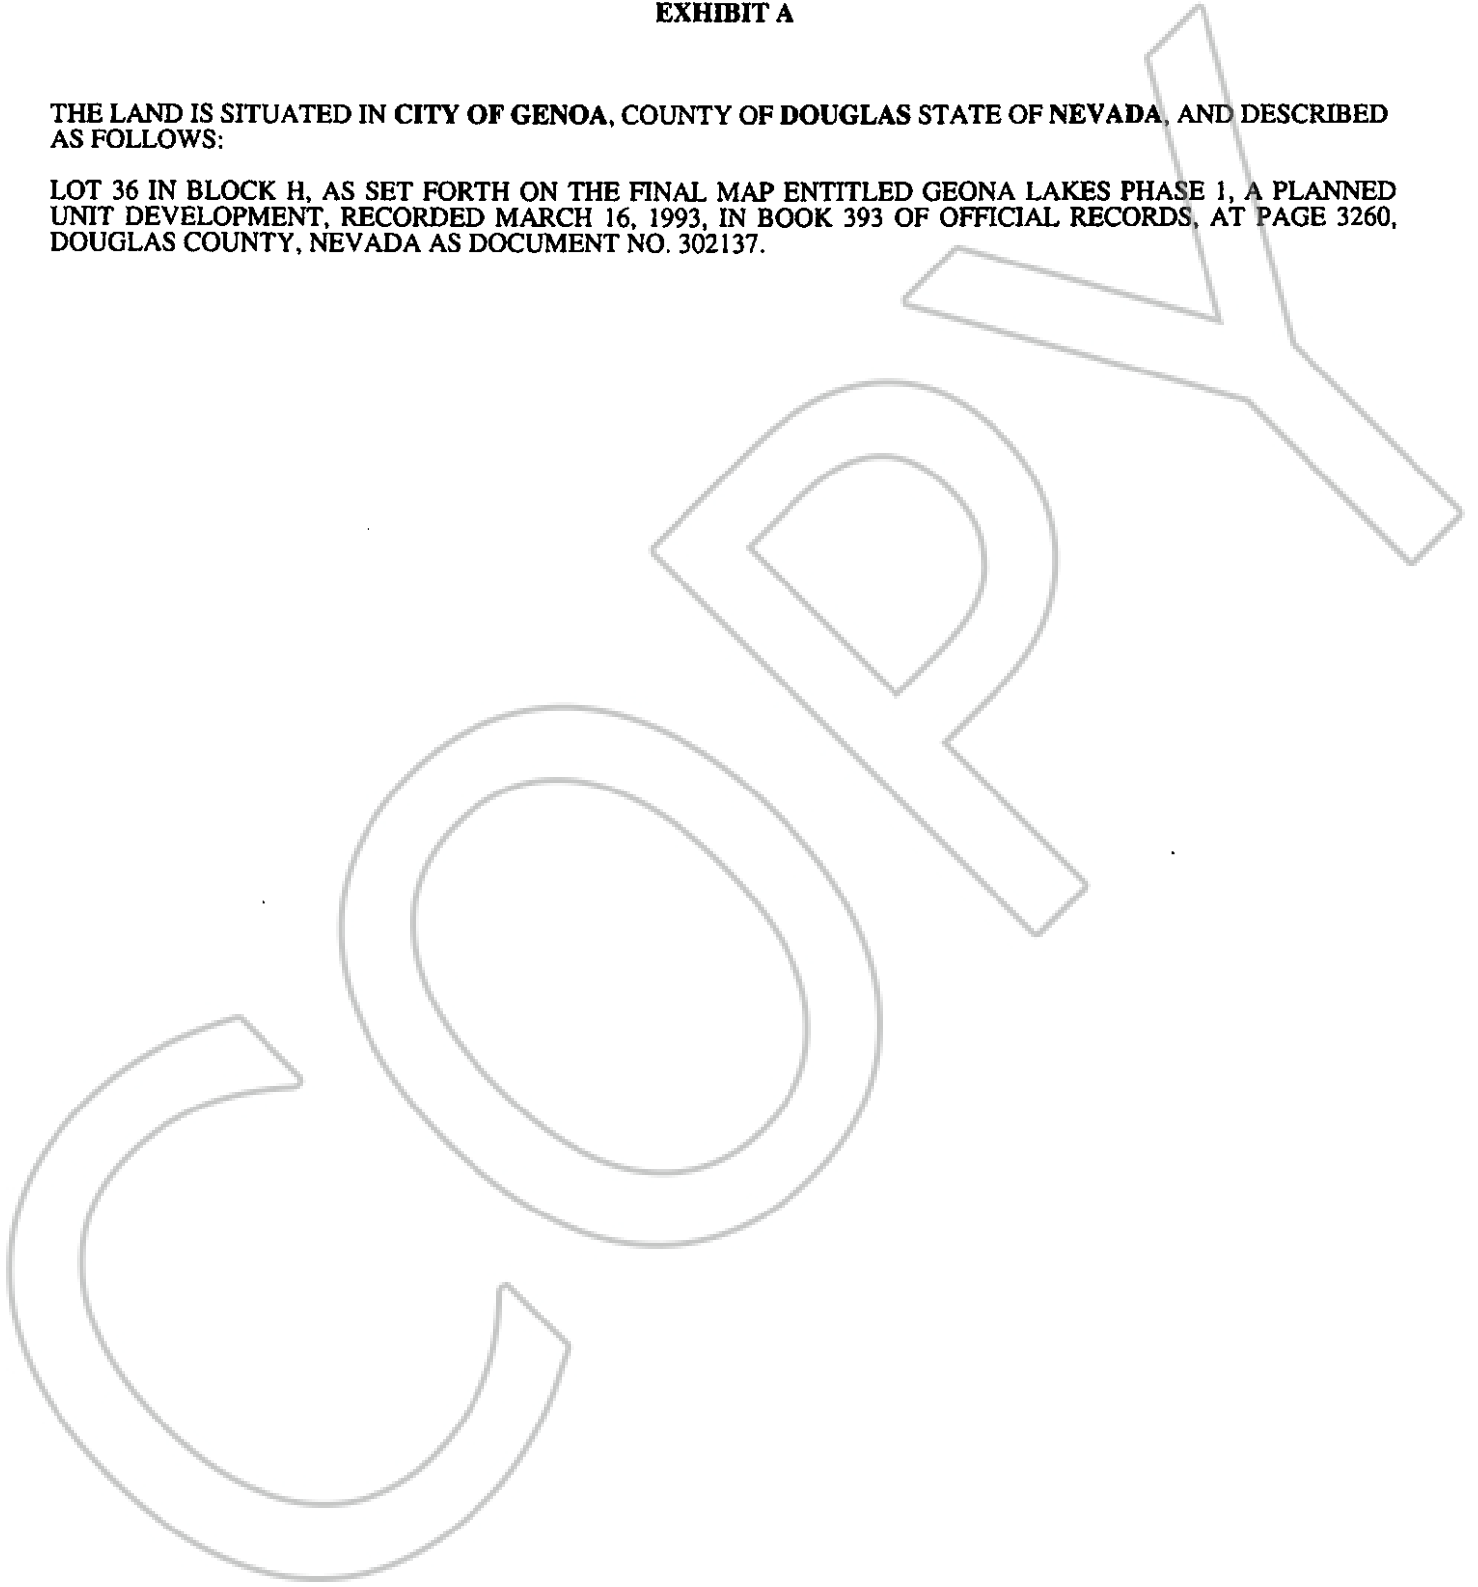 EXHIBIT A
THE LAND IS SITUATED IN CITY OF GENOA, COUNTY OF DOUGLAS STATE OF NEVADA, AND DESCRIBED
AS FOLLOWS:
LOT 36 IN BLOCK H, AS SET FORTH ON THE FINAL MAP ENTITLED GEONA LAKES PHASE 1, A PLANNED
UNIT DEVELOPMENT, RECORDED MARCH 16, 1993, IN BOOK 393 OF OFFICIAL RECORDS, AT PAGE 3260,
DOUGLAS COUNTY, NEVADA AS DOCUMENT NO. 302137.
COPY